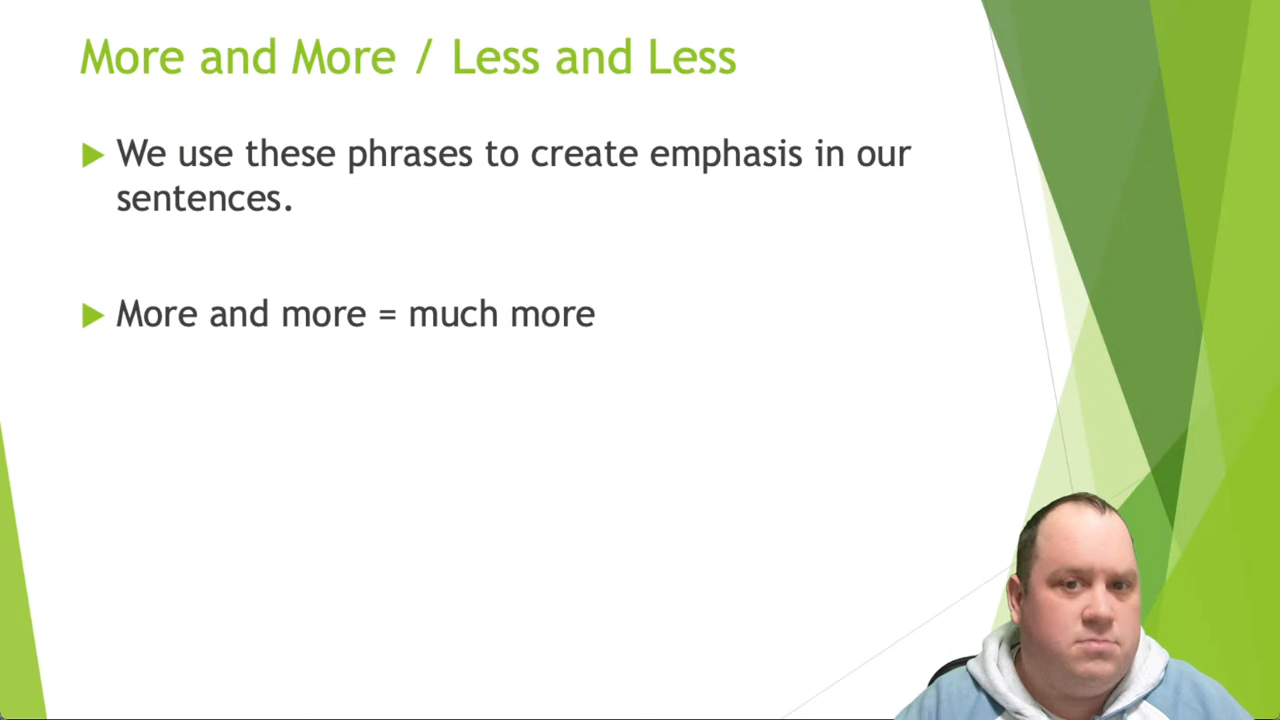 More and More / Less and Less
We use these phrases to create emphasis in our
sentences.
More and more = much more